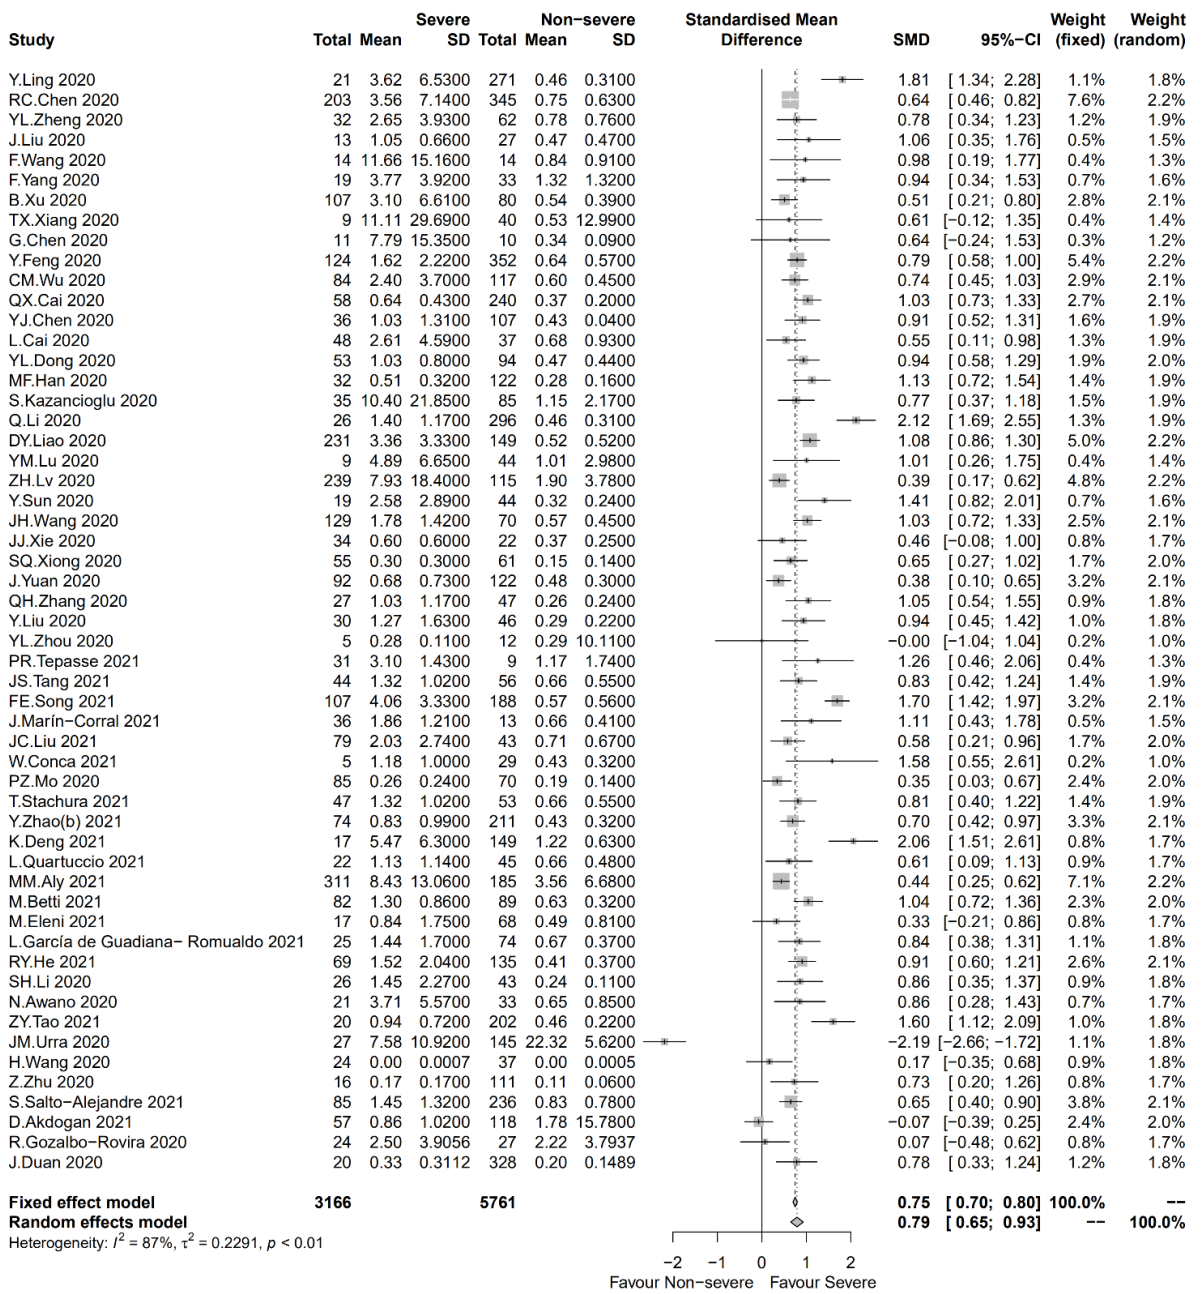 Severe Non−severe Standardised Mean Weight Weight
Study Total Mean SD Total Mean SD Difference SMD 95%−CI (fixed) (random)
Y.Ling 2020 21 3.62 6.5300 271 0.46 0.3100 1.81 [ 1.34; 2.28] 1.1% 1.8%
RC.Chen 2020 203 3.56 7.1400 345 0.75 0.6300 0.64 [ 0.46; 0.82] 7.6% 2.2%
YL.Zheng 2020 32 2.65 3.9300 62 0.78 0.7600 0.78 [ 0.34; 1.23] 1.2% 1.9%
J.Liu 2020 13 1.05 0.6600 27 0.47 0.4700 1.06 [ 0.35; 1.76] 0.5% 1.5%
F.Wang 2020 14 11.66 15.1600 14 0.84 0.9100 0.98 [ 0.19; 1.77] 0.4% 1.3%
F.Yang 2020 19 3.77 3.9200 33 1.32 1.3200 0.94 [ 0.34; 1.53] 0.7% 1.6%
B.Xu 2020 107 3.10 6.6100 80 0.54 0.3900 0.51 [ 0.21; 0.80] 2.8% 2.1%
TX.Xiang 2020 9 11.11 29.6900 40 0.53 12.9900 0.61 [−0.12; 1.35] 0.4% 1.4%
G.Chen 2020 11 7.79 15.3500 10 0.34 0.0900 0.64 [−0.24; 1.53] 0.3% 1.2%
Y.Feng 2020 124 1.62 2.2200 352 0.64 0.5700 0.79 [ 0.58; 1.00] 5.4% 2.2%
CM.Wu 2020 84 2.40 3.7000 117 0.60 0.4500 0.74 [ 0.45; 1.03] 2.9% 2.1%
QX.Cai 2020 58 0.64 0.4300 240 0.37 0.2000 1.03 [ 0.73; 1.33] 2.7% 2.1%
YJ.Chen 2020 36 1.03 1.3100 107 0.43 0.0400 0.91 [ 0.52; 1.31] 1.6% 1.9%
L.Cai 2020 48 2.61 4.5900 37 0.68 0.9300 0.55 [ 0.11; 0.98] 1.3% 1.9%
YL.Dong 2020 53 1.03 0.8000 94 0.47 0.4400 0.94 [ 0.58; 1.29] 1.9% 2.0%
MF.Han 2020 32 0.51 0.3200 122 0.28 0.1600 1.13 [ 0.72; 1.54] 1.4% 1.9%
S.Kazancioglu 2020 35 10.40 21.8500 85 1.15 2.1700 0.77 [ 0.37; 1.18] 1.5% 1.9%
Q.Li 2020 26 1.40 1.1700 296 0.46 0.3100 2.12 [ 1.69; 2.55] 1.3% 1.9%
DY.Liao 2020 231 3.36 3.3300 149 0.52 0.5200 1.08 [ 0.86; 1.30] 5.0% 2.2%
YM.Lu 2020 9 4.89 6.6500 44 1.01 2.9800 1.01 [ 0.26; 1.75] 0.4% 1.4%
ZH.Lv 2020 239 7.93 18.4000 115 1.90 3.7800 0.39 [ 0.17; 0.62] 4.8% 2.2%
Y.Sun 2020 19 2.58 2.8900 44 0.32 0.2400 1.41 [ 0.82; 2.01] 0.7% 1.6%
JH.Wang 2020 129 1.78 1.4200 70 0.57 0.4500 1.03 [ 0.72; 1.33] 2.5% 2.1%
JJ.Xie 2020 34 0.60 0.6000 22 0.37 0.2500 0.46 [−0.08; 1.00] 0.8% 1.7%
SQ.Xiong 2020 55 0.30 0.3000 61 0.15 0.1400 0.65 [ 0.27; 1.02] 1.7% 2.0%
J.Yuan 2020 92 0.68 0.7300 122 0.48 0.3000 0.38 [ 0.10; 0.65] 3.2% 2.1%
QH.Zhang 2020 27 1.03 1.1700 47 0.26 0.2400 1.05 [ 0.54; 1.55] 0.9% 1.8%
Y.Liu 2020 30 1.27 1.6300 46 0.29 0.2200 0.94 [ 0.45; 1.42] 1.0% 1.8%
YL.Zhou 2020 5 0.28 0.1100 12 0.29 10.1100 −0.00 [−1.04; 1.04] 0.2% 1.0%
PR.Tepasse 2021 31 3.10 1.4300 9 1.17 1.7400 1.26 [ 0.46; 2.06] 0.4% 1.3%
JS.Tang 2021 44 1.32 1.0200 56 0.66 0.5500 0.83 [ 0.42; 1.24] 1.4% 1.9%
FE.Song 2021 107 4.06 3.3300 188 0.57 0.5600 1.70 [ 1.42; 1.97] 3.2% 2.1%
J.Marín−Corral 2021 36 1.86 1.2100 13 0.66 0.4100 1.11 [ 0.43; 1.78] 0.5% 1.5%
JC.Liu 2021 79 2.03 2.7400 43 0.71 0.6700 0.58 [ 0.21; 0.96] 1.7% 2.0%
W.Conca 2021 5 1.18 1.0000 29 0.43 0.3200 1.58 [ 0.55; 2.61] 0.2% 1.0%
PZ.Mo 2020 85 0.26 0.2400 70 0.19 0.1400 0.35 [ 0.03; 0.67] 2.4% 2.0%
T.Stachura 2021 47 1.32 1.0200 53 0.66 0.5500 0.81 [ 0.40; 1.22] 1.4% 1.9%
Y.Zhao(b) 2021 74 0.83 0.9900 211 0.43 0.3200 0.70 [ 0.42; 0.97] 3.3% 2.1%
K.Deng 2021 17 5.47 6.3000 149 1.22 0.6300 2.06 [ 1.51; 2.61] 0.8% 1.7%
L.Quartuccio 2021 22 1.13 1.1400 45 0.66 0.4800 0.61 [ 0.09; 1.13] 0.9% 1.7%
MM.Aly 2021 311 8.43 13.0600 185 3.56 6.6800 0.44 [ 0.25; 0.62] 7.1% 2.2%
M.Betti 2021 82 1.30 0.8600 89 0.63 0.3200 1.04 [ 0.72; 1.36] 2.3% 2.0%
M.Eleni 2021 17 0.84 1.7500 68 0.49 0.8100 0.33 [−0.21; 0.86] 0.8% 1.7%
L.García de Guadiana− Romualdo 2021 25 1.44 1.7000 74 0.67 0.3700 0.84 [ 0.38; 1.31] 1.1% 1.8%
RY.He 2021 69 1.52 2.0400 135 0.41 0.3700 0.91 [ 0.60; 1.21] 2.6% 2.1%
SH.Li 2020 26 1.45 2.2700 43 0.24 0.1100 0.86 [ 0.35; 1.37] 0.9% 1.8%
N.Awano 2020 21 3.71 5.5700 33 0.65 0.8500 0.86 [ 0.28; 1.43] 0.7% 1.7%
ZY.Tao 2021 20 0.94 0.7200 202 0.46 0.2200 1.60 [ 1.12; 2.09] 1.0% 1.8%
JM.Urra 2020 27 7.58 10.9200 145 22.32 5.6200 −2.19 [−2.66; −1.72] 1.1% 1.8%
H.Wang 2020 24 0.00 0.0007 37 0.00 0.0005 0.17 [−0.35; 0.68] 0.9% 1.8%
Z.Zhu 2020 16 0.17 0.1700 111 0.11 0.0600 0.73 [ 0.20; 1.26] 0.8% 1.7%
S.Salto−Alejandre 2021 85 1.45 1.3200 236 0.83 0.7800 0.65 [ 0.40; 0.90] 3.8% 2.1%
D.Akdogan 2021 57 0.86 1.0200 118 1.78 15.7800 −0.07 [−0.39; 0.25] 2.4% 2.0%
R.Gozalbo−Rovira 2020 24 2.50 3.9056 27 2.22 3.7937 0.07 [−0.48; 0.62] 0.8% 1.7%
J.Duan 2020 20 0.33 0.3112 328 0.20 0.1489 0.78 [ 0.33; 1.24] 1.2% 1.8%
Fixed effect model 3166 5761 0.75 [ 0.70; 0.80] 100.0% −−
Random effects model 0.79 [ 0.65; 0.93] −− 100.0%
Heterogeneity: I² = 87%, τ² = 0.2291, p < 0.01
−2 −1 0 1 2
Favour Non−severe Favour Severe